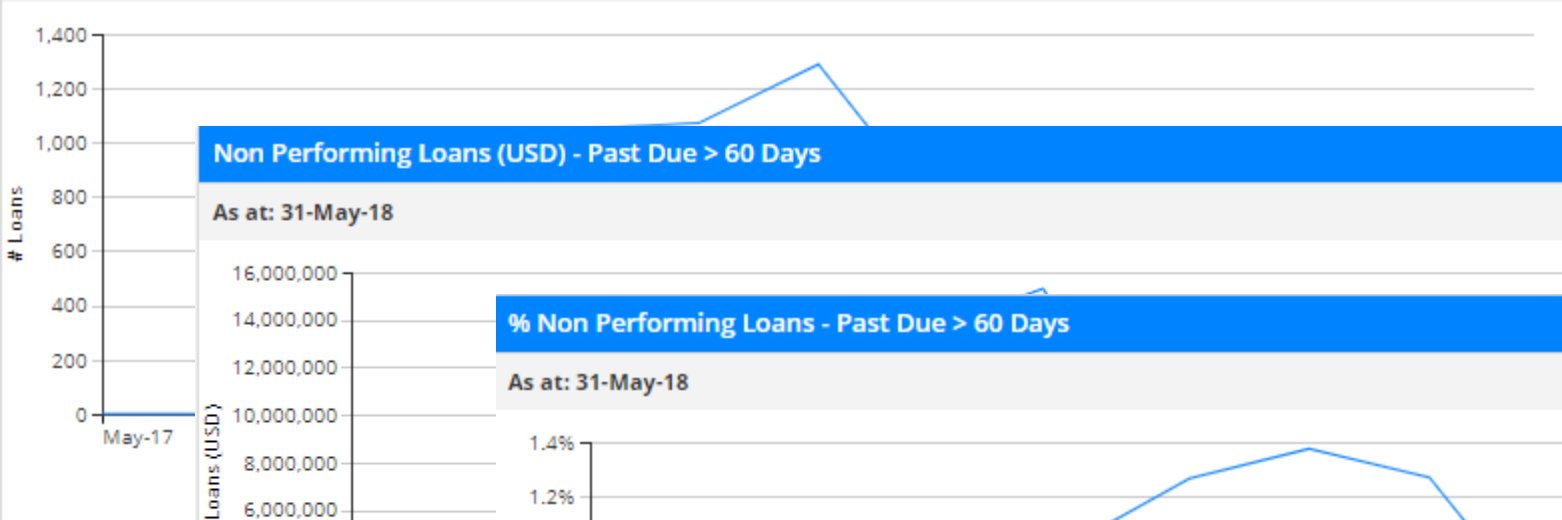 1,400
1,200
1,000
800
600
400
200
0
# Loans
May-17
Non Performing Loans (USD) - Past Due > 60 Days
As at: 31-May-18
16,000,000
14,000,000
12,000,000
10,000,000
8,000,000
6,000,000
Loans (USD)
% Non Performing Loans - Past Due > 60 Days
As at: 31-May-18
1.4%
1.2%